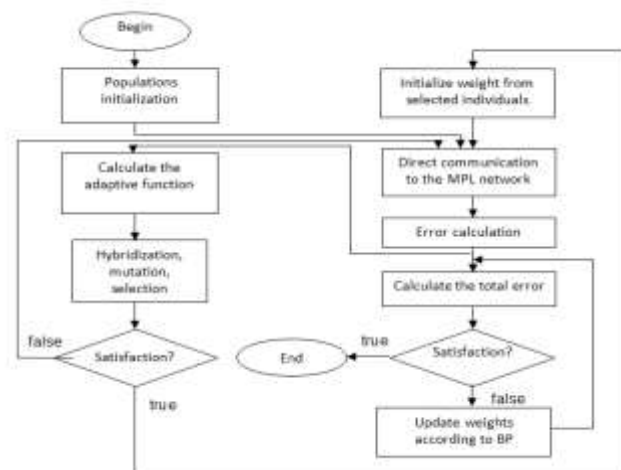 Begin
Populations
initialization
Calculate the
adaptive function
Hybridization,
mutation,
selection
false
Satisfaction?
true
Initialize weight from
selected individuals
Direct communication
to the MPL network
Error calculation
Calculate the total error
Satisfaction?
true
End
false
Update weights
according to BP